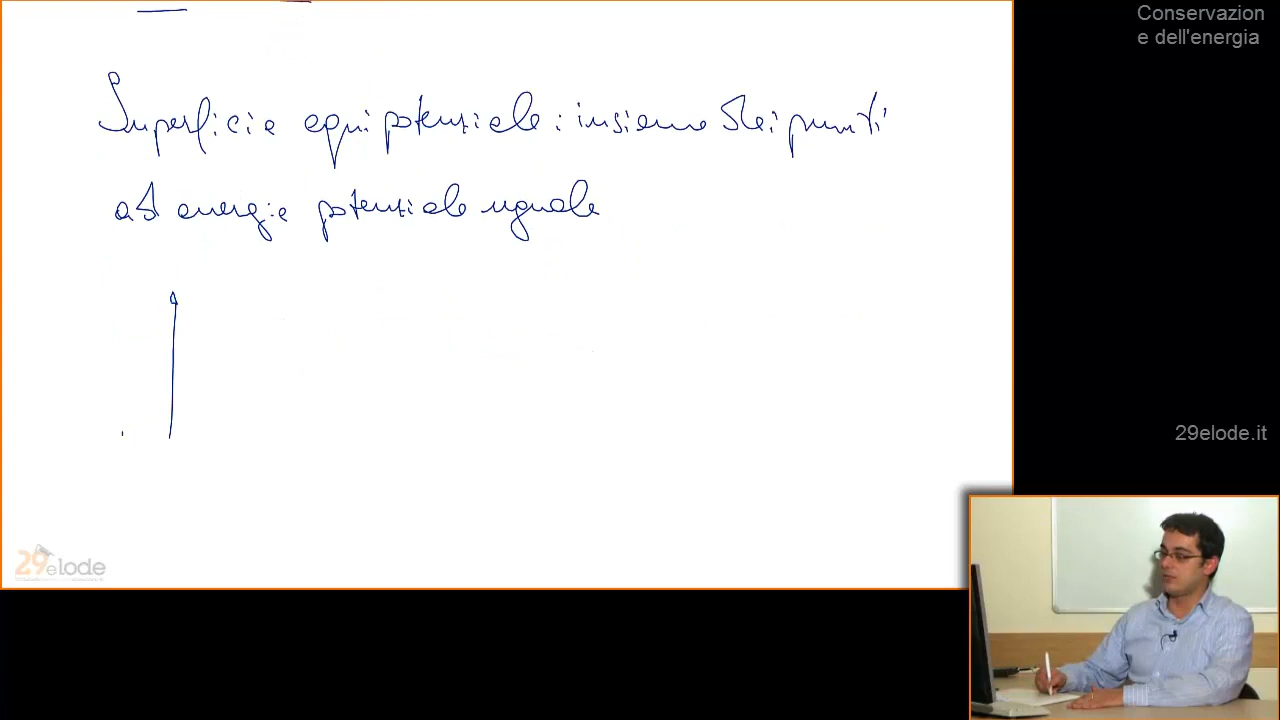 Conservazion
e dell'energia
Superficie equipotenziale: insieme dei punti
ad energia potenziale uguale
29elode.it
29elode